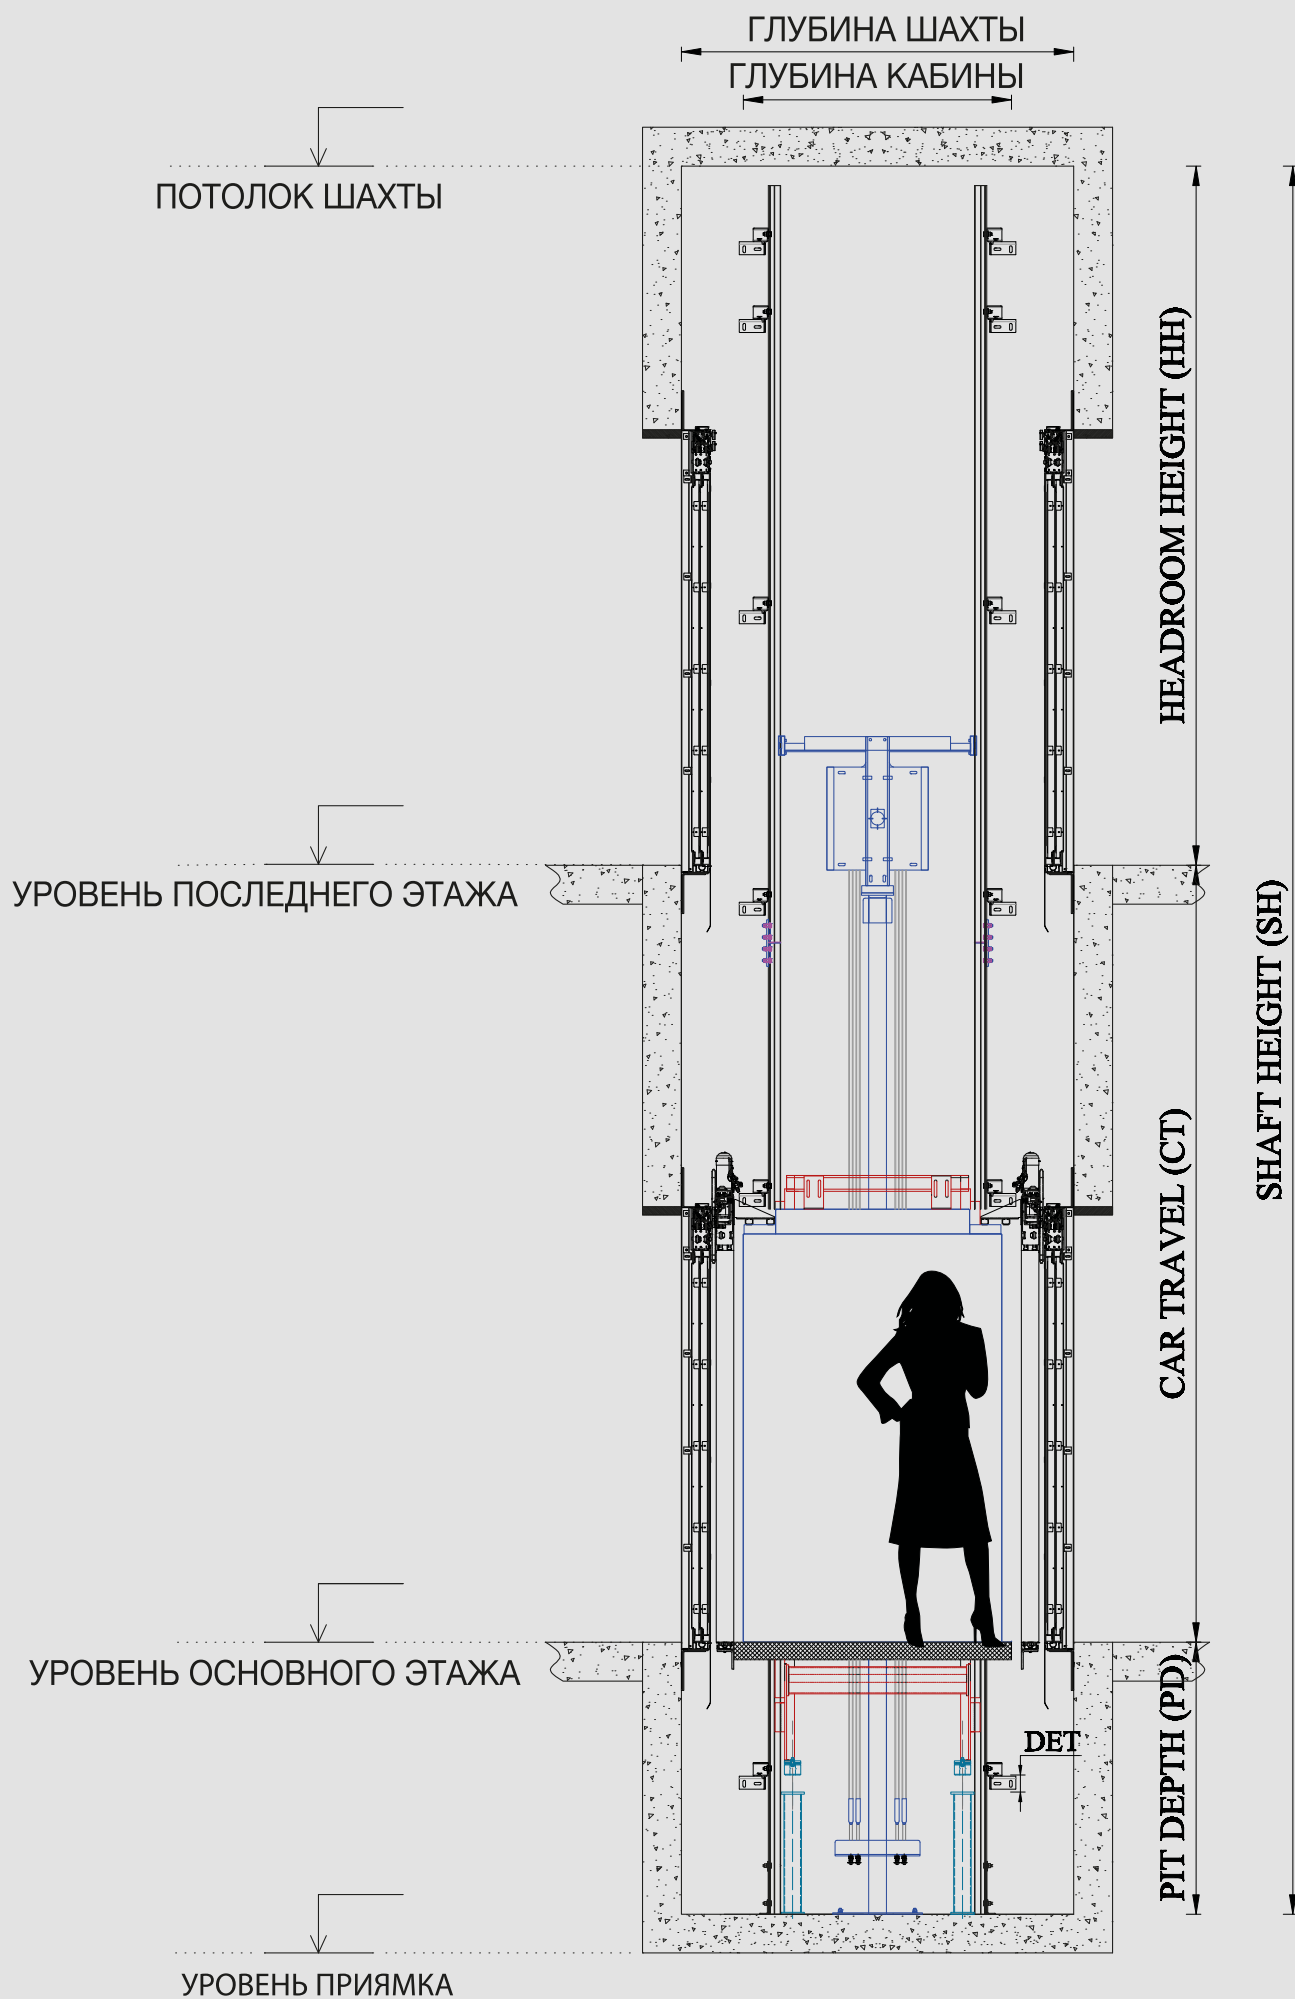 ГЛУБИНА ШАХТЫ
ГЛУБИНА КАБИНЫ
ПОТОЛОК ШАХТЫ
HEADROOM HEIGHT (HH)
УРОВЕНЬ ПОСЛЕДНЕГО ЭТАЖА
SHAFT HEIGHT (SH)
CAR TRAVEL (CT)
УРОВЕНЬ ОСНОВНОГО ЭТАЖА
PIT DEPTH (PD)
DET
УРОВЕНЬ ПРИЯМКА